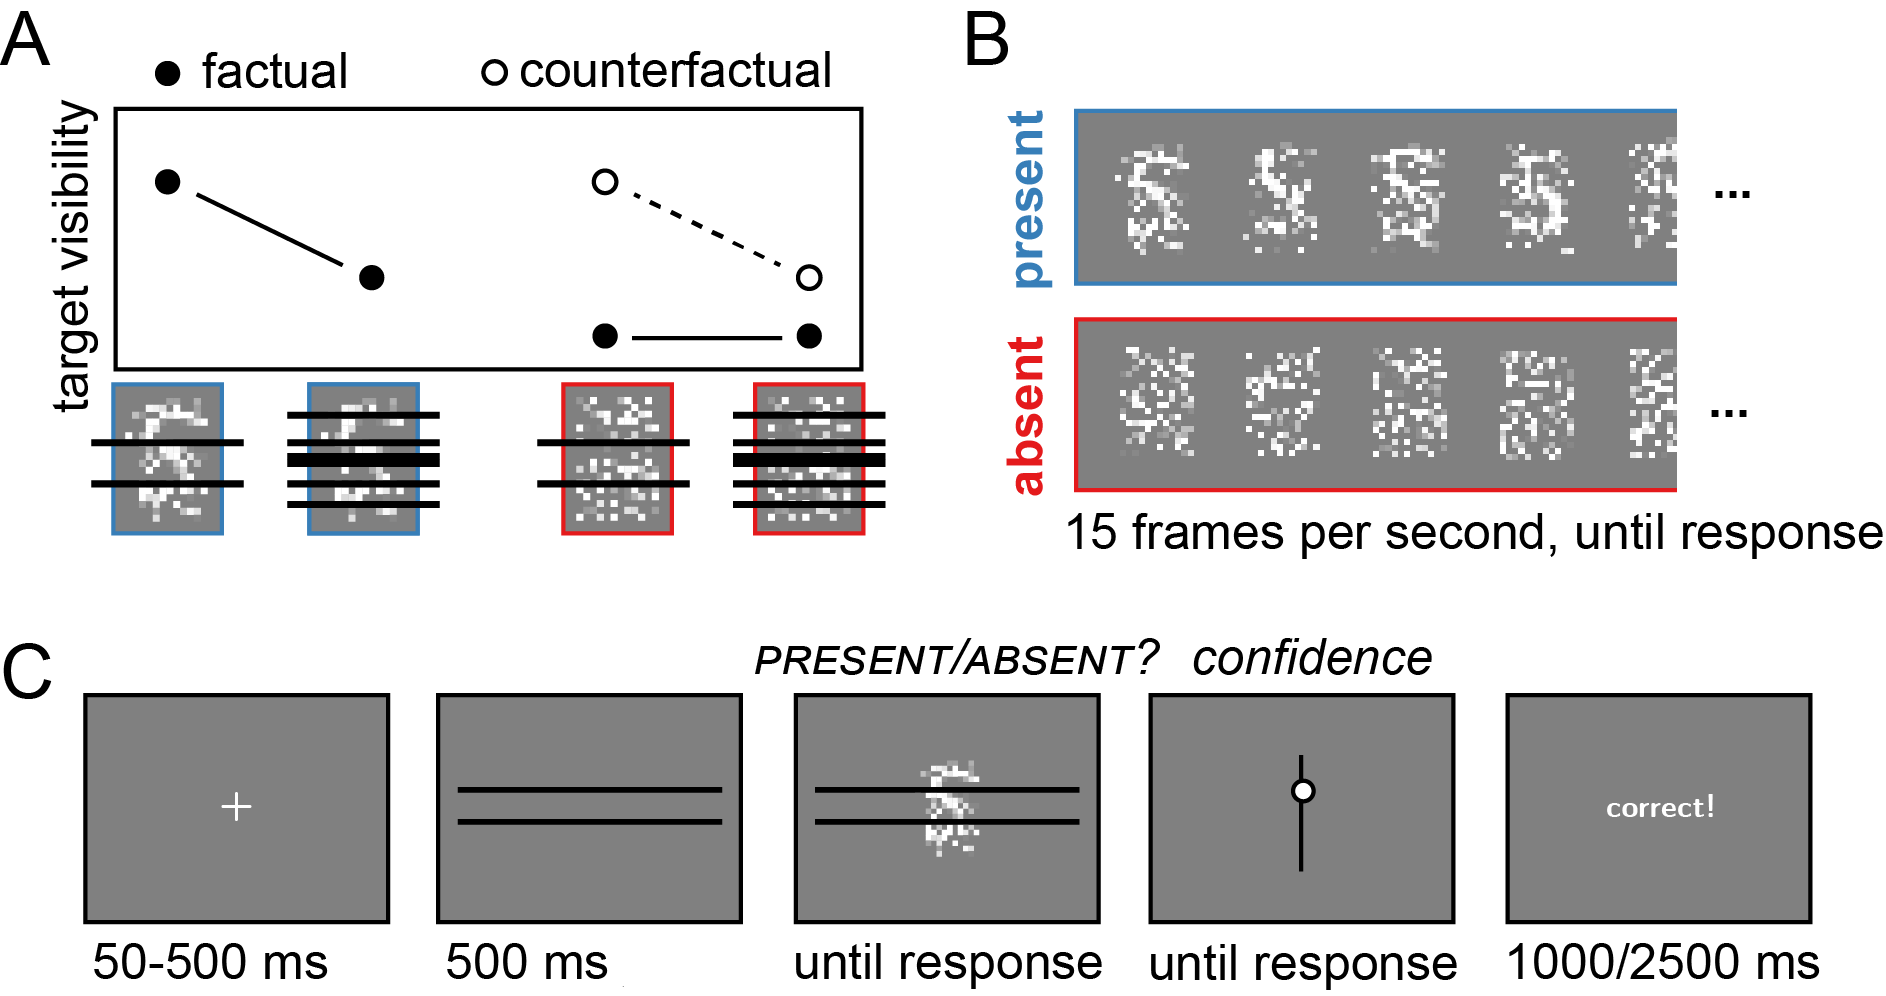 A
factual
counterfactual
target visibility
B
present
...
absent
...
15 frames per second, until response
C
PRESENT/ABSENT?
confidence
correct!
50-500 ms
500 ms
until response
until response
1000/2500 ms